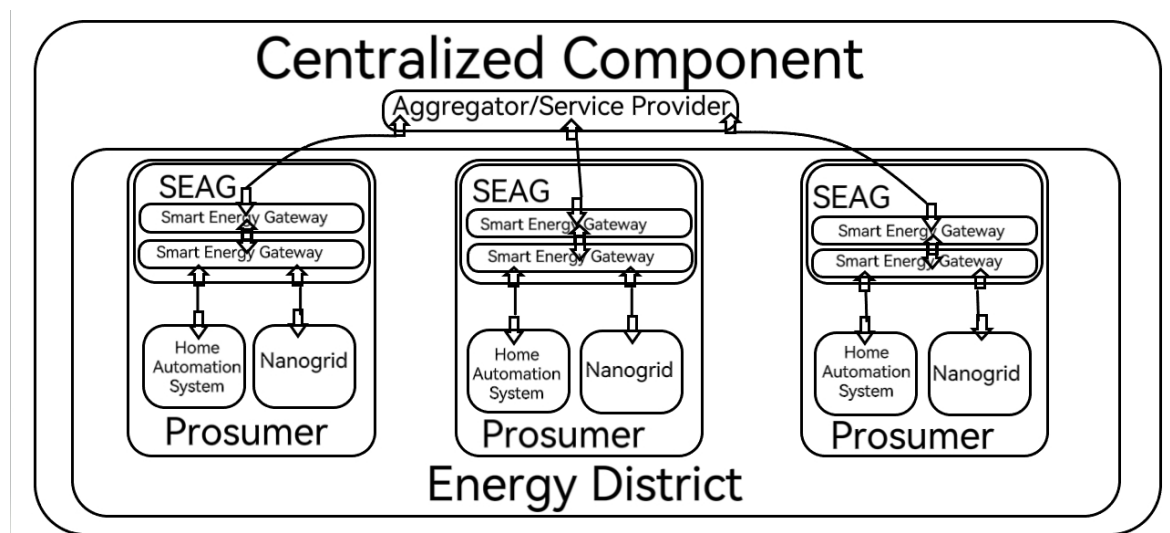 Centralized Component
Aggregator/Service Provider
SEAG
Smart Energy Gateway
Smart Energy Gateway
Home
Automation
System
Nanogrid
Prosumer
SEAG
Smart Energy Gateway
Smart Energy Gateway
Home
Automation
System
Nanogrid
Prosumer
SEAG
Smart Energy Gateway
Smart Energy Gateway
Home
Automation
System
Nanogrid
Prosumer
Energy District